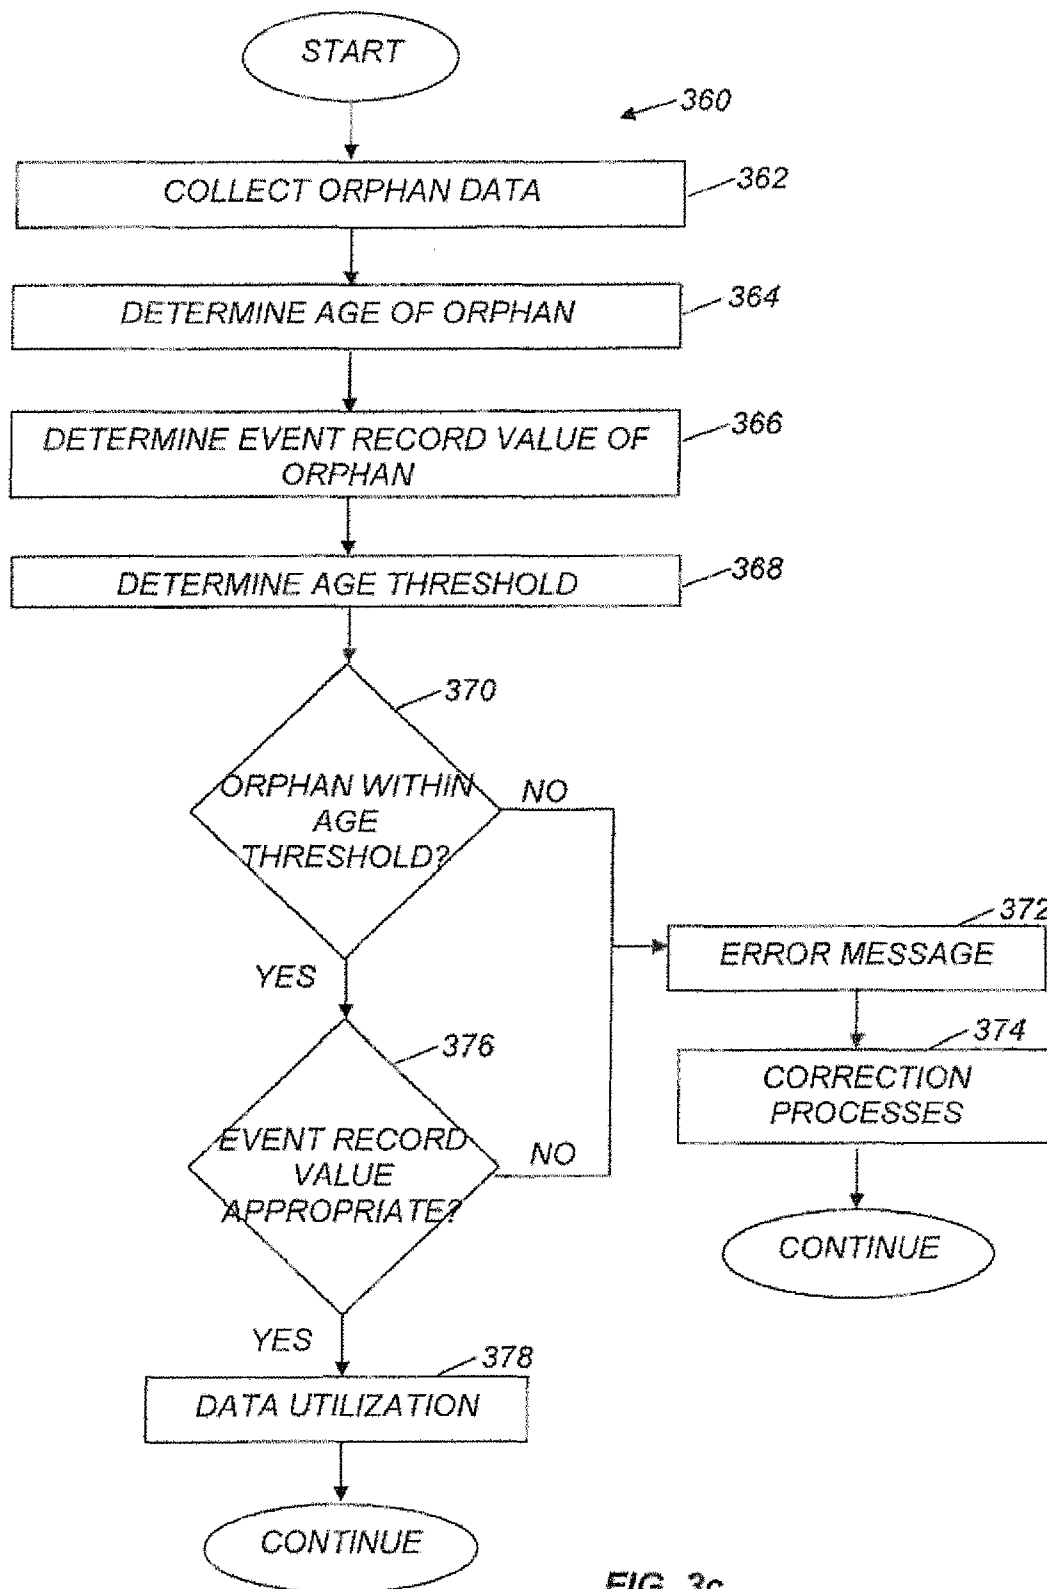 START
360
COLLECT ORPHAN DATA
362
DETERMINE AGE OF ORPHAN
364
DETERMINE EVENT RECORD VALUE OF
ORPHAN
366
DETERMINE AGE THRESHOLD
368
370
ORPHAN WITHIN
AGE
THRESHOLD?
NO
YES
372
ERROR MESSAGE
374
CORRECTION
PROCESSES
CONTINUE
376
EVENT RECORD
VALUE
APPROPRIATE?
NO
YES
378
DATA UTILIZATION
CONTINUE
FIG. 3c